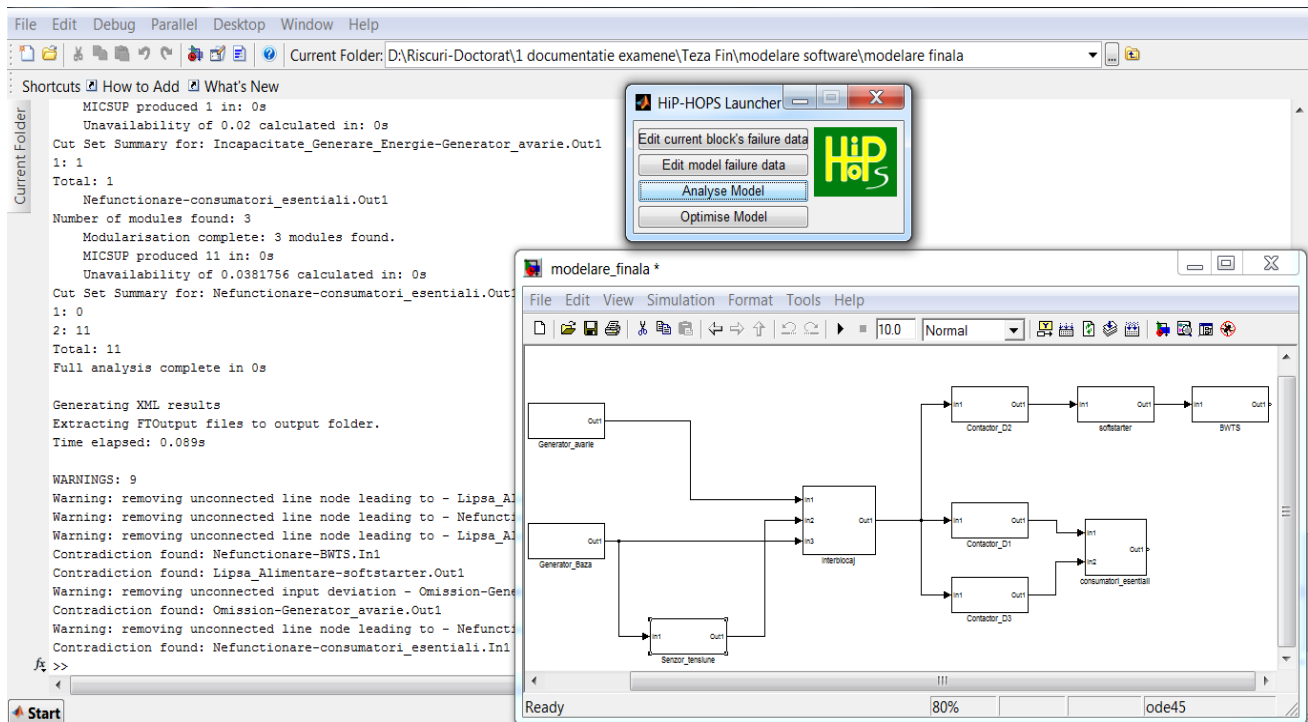 File Edit Debug Parallel Desktop Window Help
Current Folder: D:\Riscuri-Doctorat\1 documentatie examene\Teza Fin\modelare software\modelare finala
Shortcuts How to Add What's New
Current Folder
MICSUP produced 1 in: 0s
Unavailability of 0.02 calculated in: 0s
Cut Set Summary for: Incapacitate_Generare_Energie-Generator_avarie.Out1
1: 1
Total: 1
Nefunctionare-consumatori_esentiali.Out1
Number of modules found: 3
Modularisation complete: 3 modules found.
MICSUP produced 11 in: 0s
Unavailability of 0.0381756 calculated in: 0s
Cut Set Summary for: Nefunctionare-consumatori_esentiali.Out1
1: 0
2: 11
Total: 11
Full analysis complete in 0s
Generating XML results
Extracting FTOutput files to output folder.
Time elapsed: 0.089s
WARNINGS: 9
Warning: removing unconnected line node leading to - Lipsa_Al
Warning: removing unconnected line node leading to - Nefuncti
Warning: removing unconnected line node leading to - Lipsa_Al
Contradiction found: Nefunctionare-BWTS.In1
Contradiction found: Lipsa_Alimentare-softstarter.Out1
Warning: removing unconnected input deviation - Omission-Gene
Contradiction found: Omission-Generator_avarie.Out1
Warning: removing unconnected line node leading to - Nefuncti
Contradiction found: Nefunctionare-consumatori_esentiali.In1
fx >>
Start
HiP-HOPS Launcher
Edit current block's failure data
Edit model failure data
Analyse Model
Optimise Model
HiP
HOPS
modelare_finala *
File Edit View Simulation Format Tools Help
10.0 Normal
Out1
Generator_avarie
Out1
Generator_Baza
In1 Out1
Senzor_tensiune
In1
In2 Out1
In3
Interblocaj
In1 Out1
Contactor_D2
In1 Out1
softstarter
In1 Out1
BWTS
In1 Out1
Contactor_D1
In1 Out1
Contactor_D3
In1
Out1
In2
consumatori_esentiali
Ready 80% ode45